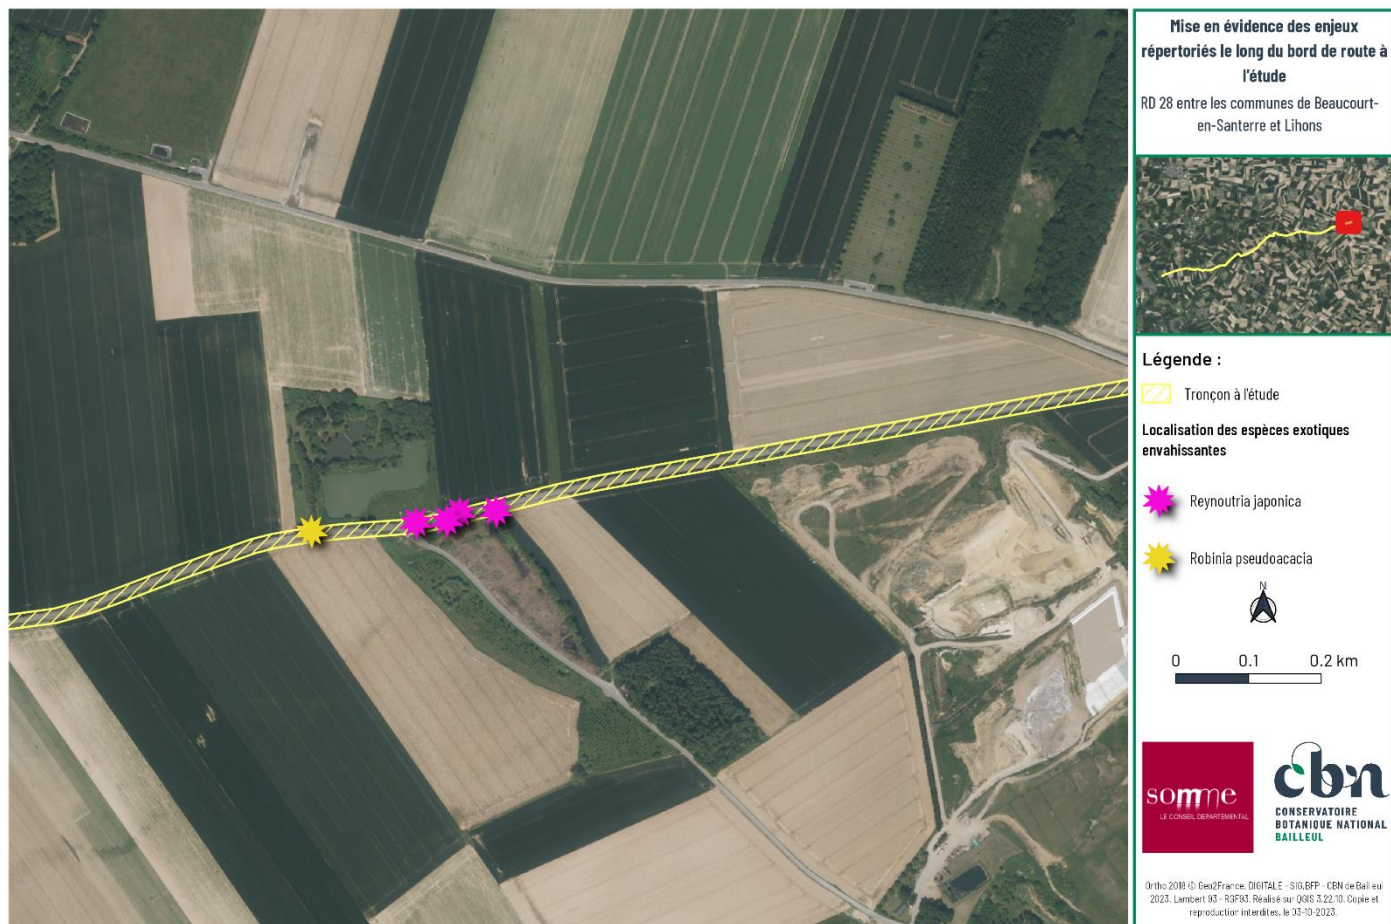 Mise en évidence des enjeux
répertoriés le long du bord de route à
l'étude
RD 28 entre les communes de Beaucourt-
en-Santerre et Lihons
Légende :
Tronçon à l'étude
Localisation des espèces exotiques
envahissantes
Reynoutria japonica
Robinia pseudoacacia
N
0 0.1 0.2 km
somme
LE CONSEIL DÉPARTEMENTAL
cbn
CONSERVATOIRE
BOTANIQUE NATIONAL
BAILLEUL
Ortho 2018 © Geo2France. DIGITALE - SIG.BFP - CBN de Bailleul
2023. Lambert 93 - RGF93. Réalisé sur QGIS 3.22.10. Copie et
reproduction interdites. le 03-10-2023.